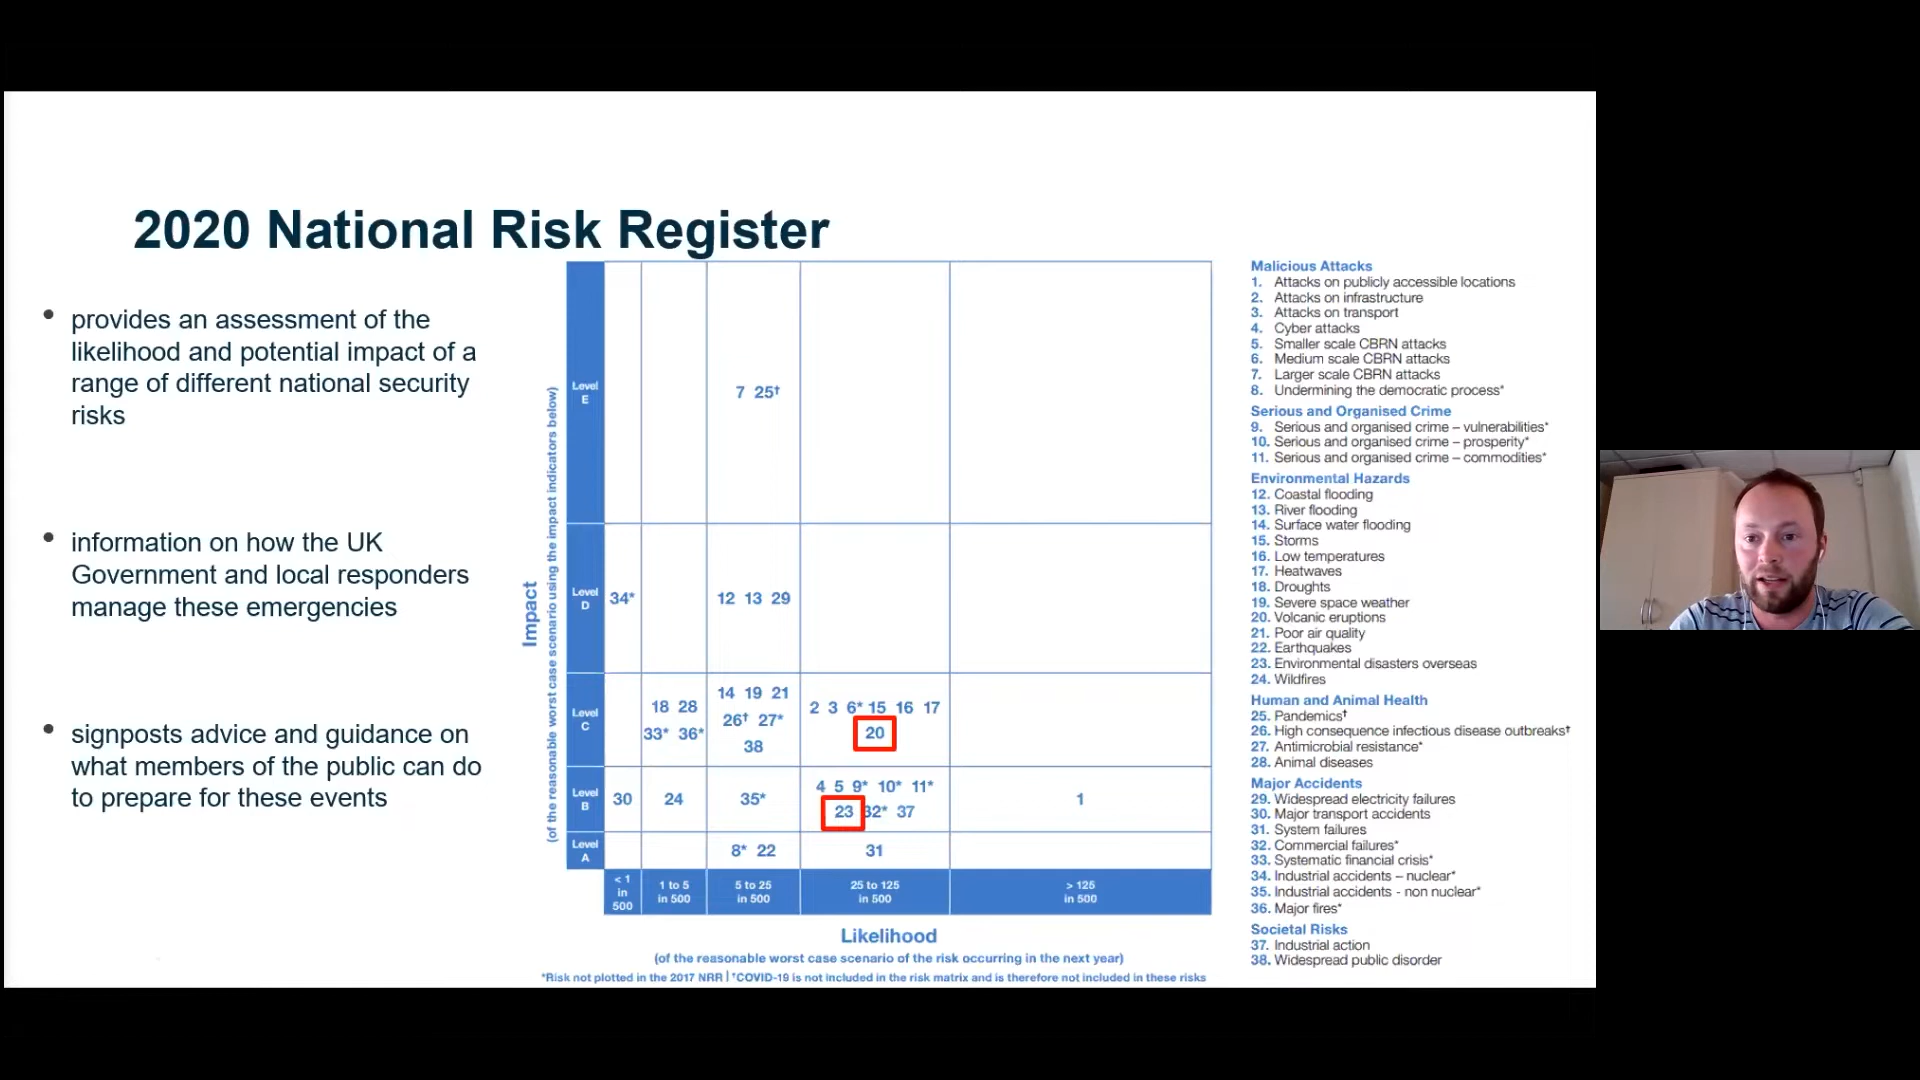 2020 National Risk Register
• provides an assessment of the
likelihood and potential impact of a
range of different national security
risks
• information on how the UK
Government and local responders
manage these emergencies
• signposts advice and guidance on
what members of the public can do
to prepare for these events
Impact
(of the reasonable worst case scenario using the impact indicators below)
Level
E
7 25†
Level
D
34*
12 13 29
Level
C
18 28
33* 36*
14 19 21
26† 27*
38
2 3 6* 15 16 17
20
Level
B
30
24
35*
4 5 9* 10* 11*
23 32* 37
1
Level
A
8* 22
31
< 1
in
500
1 to 5
in 500
5 to 25
in 500
25 to 125
in 500
> 125
in 500
Likelihood
(of the reasonable worst case scenario of the risk occurring in the next year)
*Risk not plotted in the 2017 NRR | †COVID-19 is not included in the risk matrix and is therefore not included in these risks
Malicious Attacks
1. Attacks on publicly accessible locations
2. Attacks on infrastructure
3. Attacks on transport
4. Cyber attacks
5. Smaller scale CBRN attacks
6. Medium scale CBRN attacks
7. Larger scale CBRN attacks
8. Undermining the democratic process*
Serious and Organised Crime
9. Serious and organised crime – vulnerabilities*
10. Serious and organised crime – prosperity*
11. Serious and organised crime – commodities*
Environmental Hazards
12. Coastal flooding
13. River flooding
14. Surface water flooding
15. Storms
16. Low temperatures
17. Heatwaves
18. Droughts
19. Severe space weather
20. Volcanic eruptions
21. Poor air quality
22. Earthquakes
23. Environmental disasters overseas
24. Wildfires
Human and Animal Health
25. Pandemics†
26. High consequence infectious disease outbreaks†
27. Antimicrobial resistance*
28. Animal diseases
Major Accidents
29. Widespread electricity failures
30. Major transport accidents
31. System failures
32. Commercial failures*
33. Systematic financial crisis*
34. Industrial accidents – nuclear*
35. Industrial accidents - non nuclear*
36. Major fires*
Societal Risks
37. Industrial action
38. Widespread public disorder